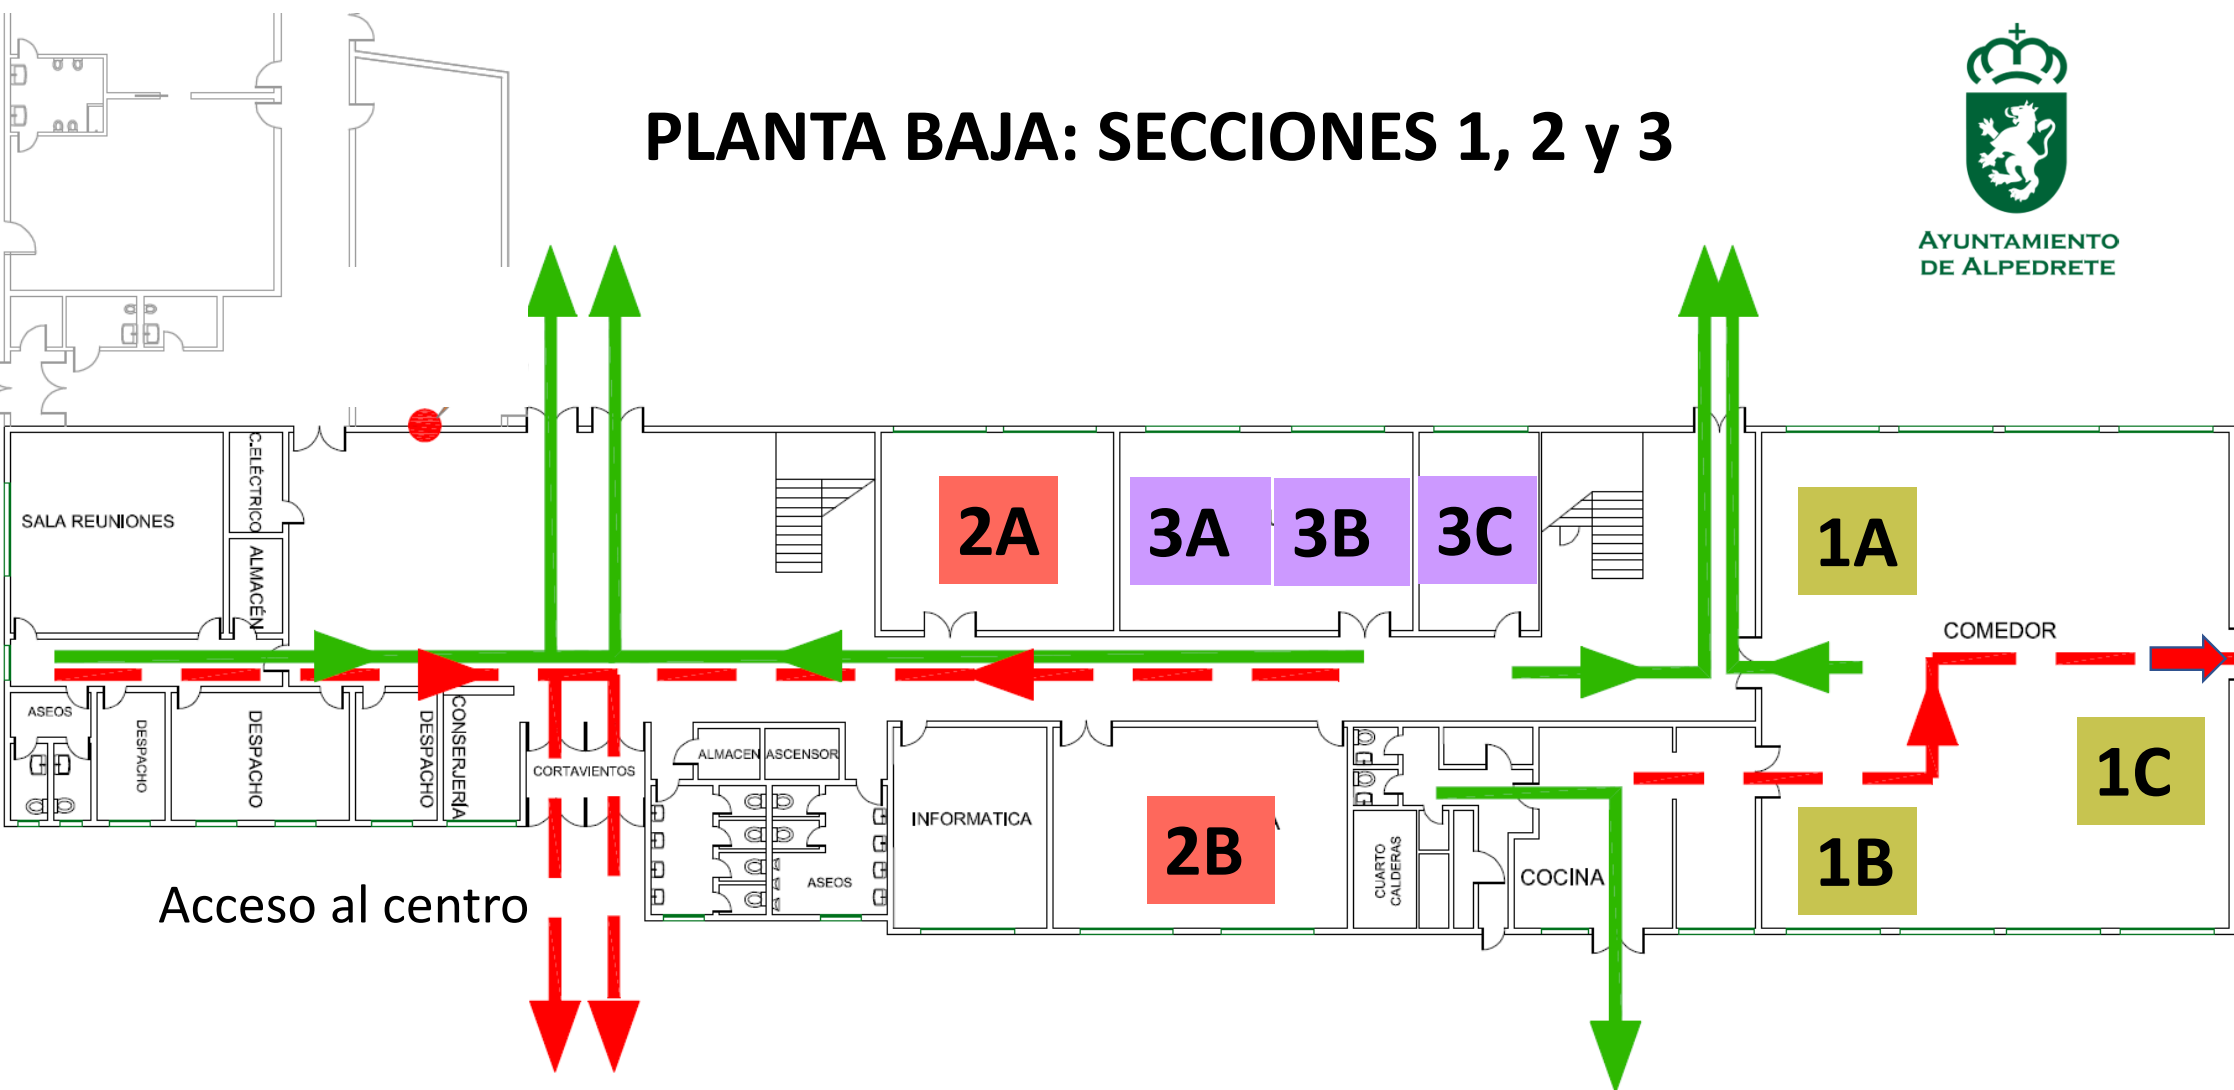 PLANTA BAJA: SECCIONES 1, 2 y 3
AYUNTAMIENTO
DE ALPEDRETE
SALA REUNIONES
C.ELÉCTRICO
ALMACÉN
2A
3A
3B
3C
1A
COMEDOR
ASEOS
DESPACHO
DESPACHO
DESPACHO
CONSERJERÍA
CORTAVIENTOS
ALMACEN
ASCENSOR
INFORMATICA
2B
CUARTO
CALDERAS
COCINA
1C
1B
ASEOS
Acceso al centro